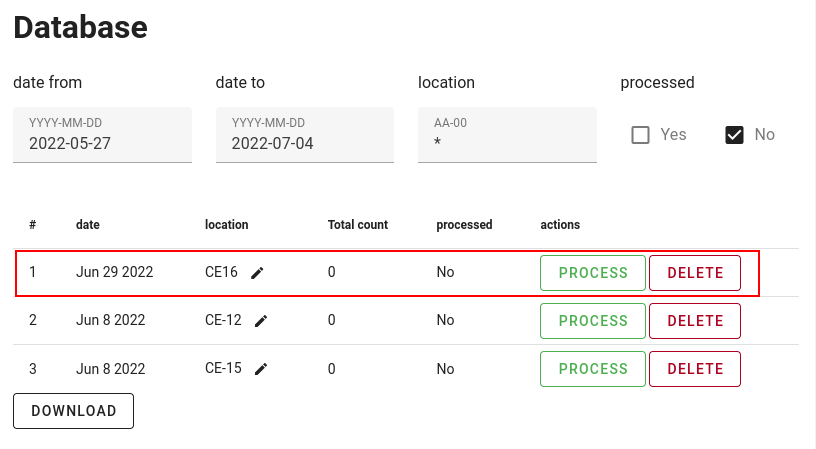 Database
date from date to location processed
YYYY-MM-DD YYYY-MM-DD AA-00
2022-05-27 2022-07-04 * Yes No
# date location Total count processed actions
1 Jun 29 2022 CE16 0 No PROCESS DELETE
2 Jun 8 2022 CE-12 0 No PROCESS DELETE
3 Jun 8 2022 CE-15 0 No PROCESS DELETE
DOWNLOAD